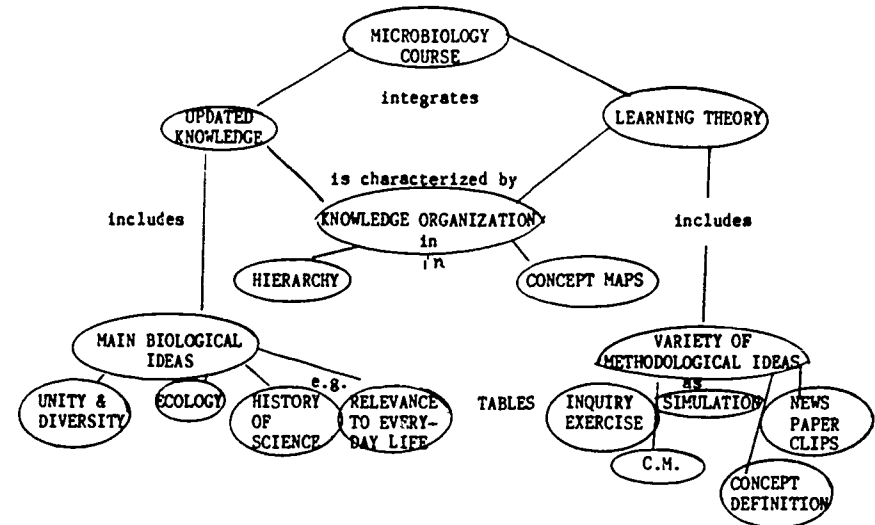 MICROBIOLOGY
COURSE
integrates
UPDATED
KNOWLEDGE
LEARNING THEORY
is characterized by
KNOWLEDGE ORGANIZATION
in
in
includes
includes
HIERARCHY
CONCEPT MAPS
MAIN BIOLOGICAL
IDEAS
VARIETY OF
METHODOLOGICAL IDEAS
as
e.g.
UNITY &
DIVERSITY
ECOLOGY
HISTORY
OF
SCIENCE
RELEVANCE
TO EVERY-
DAY LIFE
TABLES
INQUIRY
EXERCISE
SIMULATION
NEWS
PAPER
CLIPS
C.M.
CONCEPT
DEFINITION